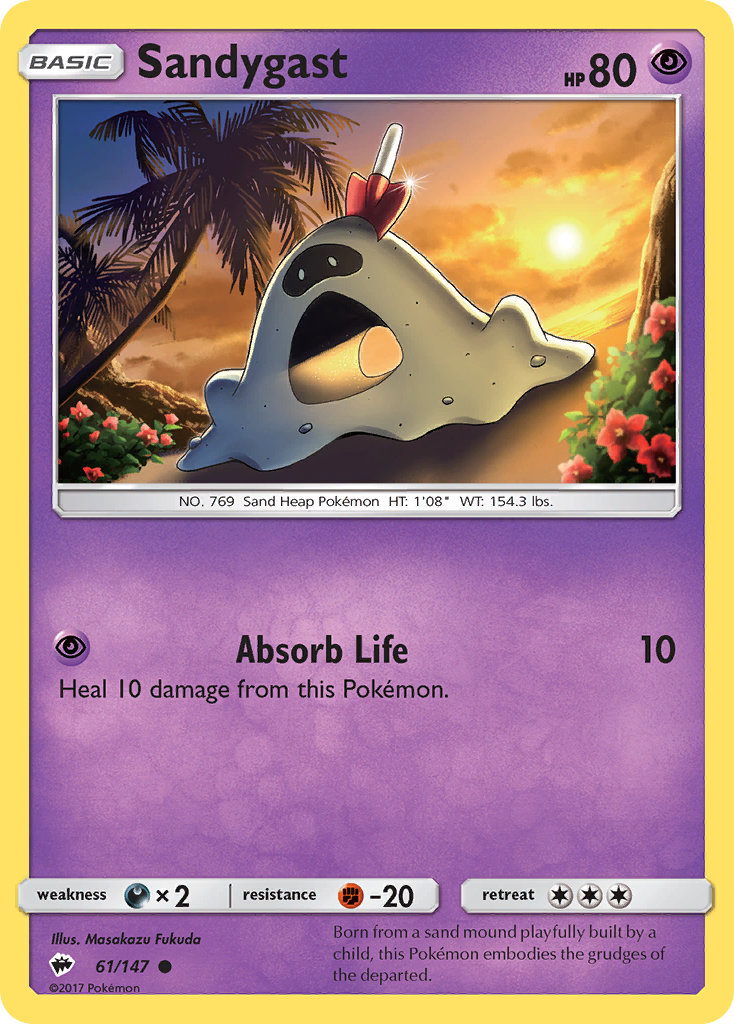 BASIC Sandygast HP 80
NO. 769 Sand Heap Pokémon HT: 1'08" WT: 154.3 lbs.
Absorb Life 10
Heal 10 damage from this Pokémon.
weakness ×2 resistance -20 retreat
Illus. Masakazu Fukuda
61/147
©2017 Pokémon
Born from a sand mound playfully built by a
child, this Pokémon embodies the grudges of
the departed.